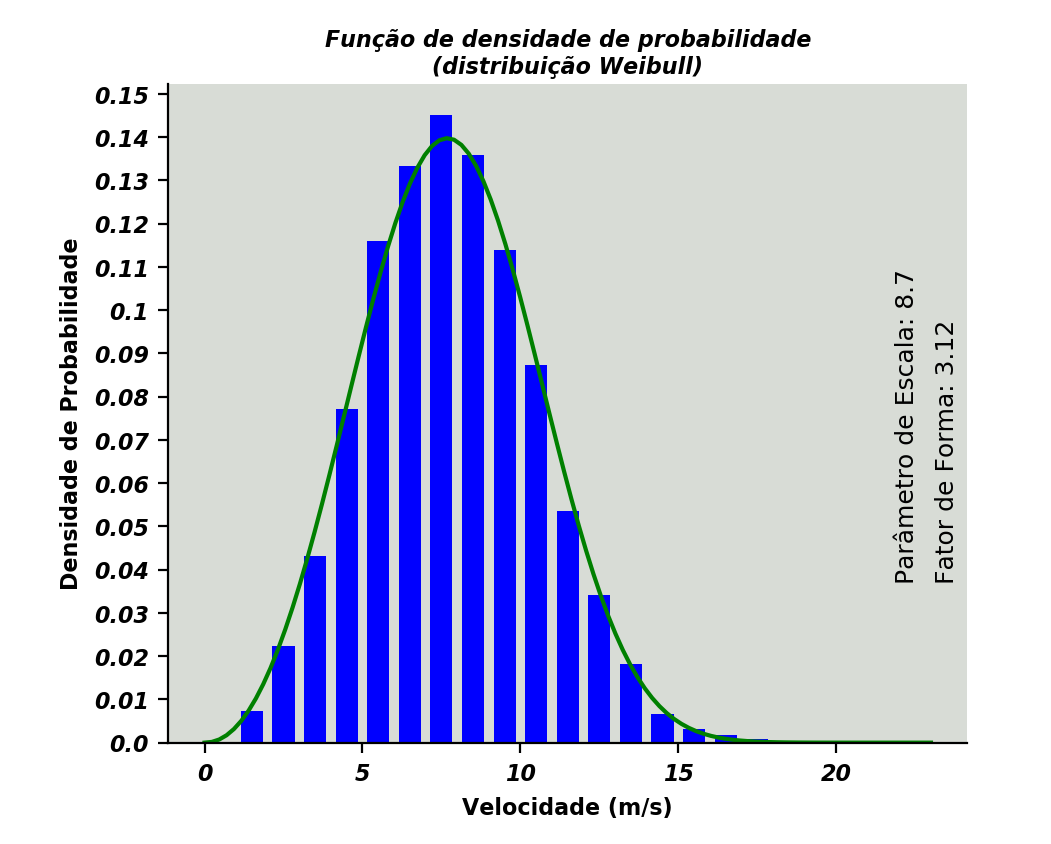 Função de densidade de probabilidade
(distribuição Weibull)
0.15
0.14
0.13
0.12
0.11
0.1
0.09
0.08
0.07
0.06
0.05
0.04
0.03
0.02
0.01
0.0
Densidade de Probabilidade
Parâmetro de Escala: 8.7
Fator de Forma: 3.12
0 5 10 15 20
Velocidade (m/s)